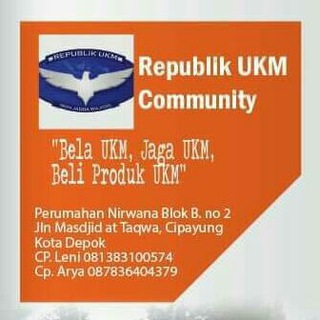 REPUBLIK UKM
Republik UKM
Community
"Bela UKM, Jaga UKM,
Beli Produk UKM"
Perumahan Nirwana Blok B. no 2
Jln Masdjid at Taqwa, Cipayung
Kota Depok
CP. Leni 081383100574
Cp. Arya 087836404379